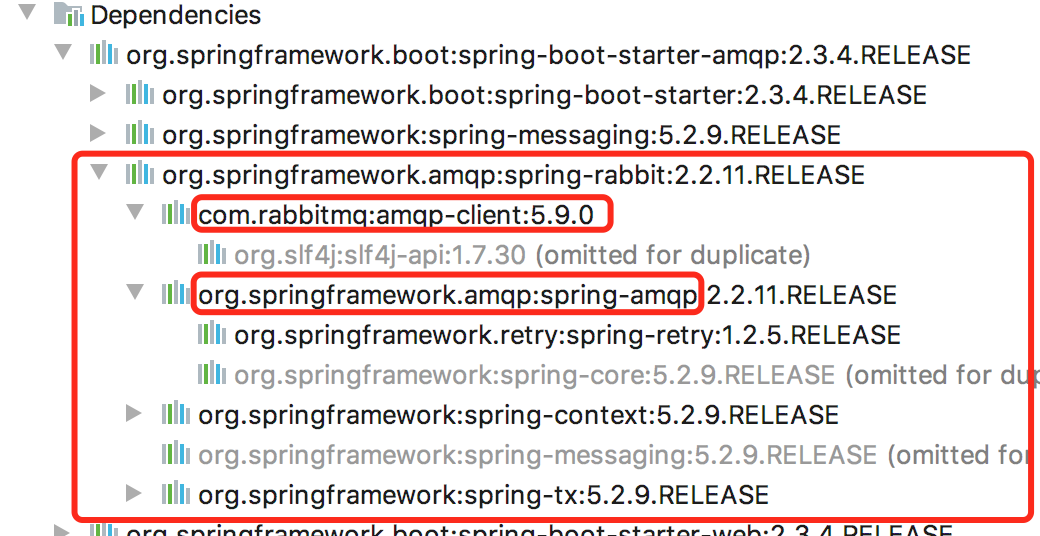 Dependencies
org.springframework.boot:spring-boot-starter-amqp:2.3.4.RELEASE
org.springframework.boot:spring-boot-starter:2.3.4.RELEASE
org.springframework:spring-messaging:5.2.9.RELEASE
org.springframework.amqp:spring-rabbit:2.2.11.RELEASE
com.rabbitmq:amqp-client:5.9.0
org.slf4j:slf4j-api:1.7.30 (omitted for duplicate)
org.springframework.amqp:spring-amqp:2.2.11.RELEASE
org.springframework.retry:spring-retry:1.2.5.RELEASE
org.springframework:spring-core:5.2.9.RELEASE (omitted for dup
org.springframework:spring-context:5.2.9.RELEASE
org.springframework:spring-messaging:5.2.9.RELEASE (omitted for
org.springframework:spring-tx:5.2.9.RELEASE
org.springframework.boot:spring-boot-starter-web:2.3.4.RELEASE